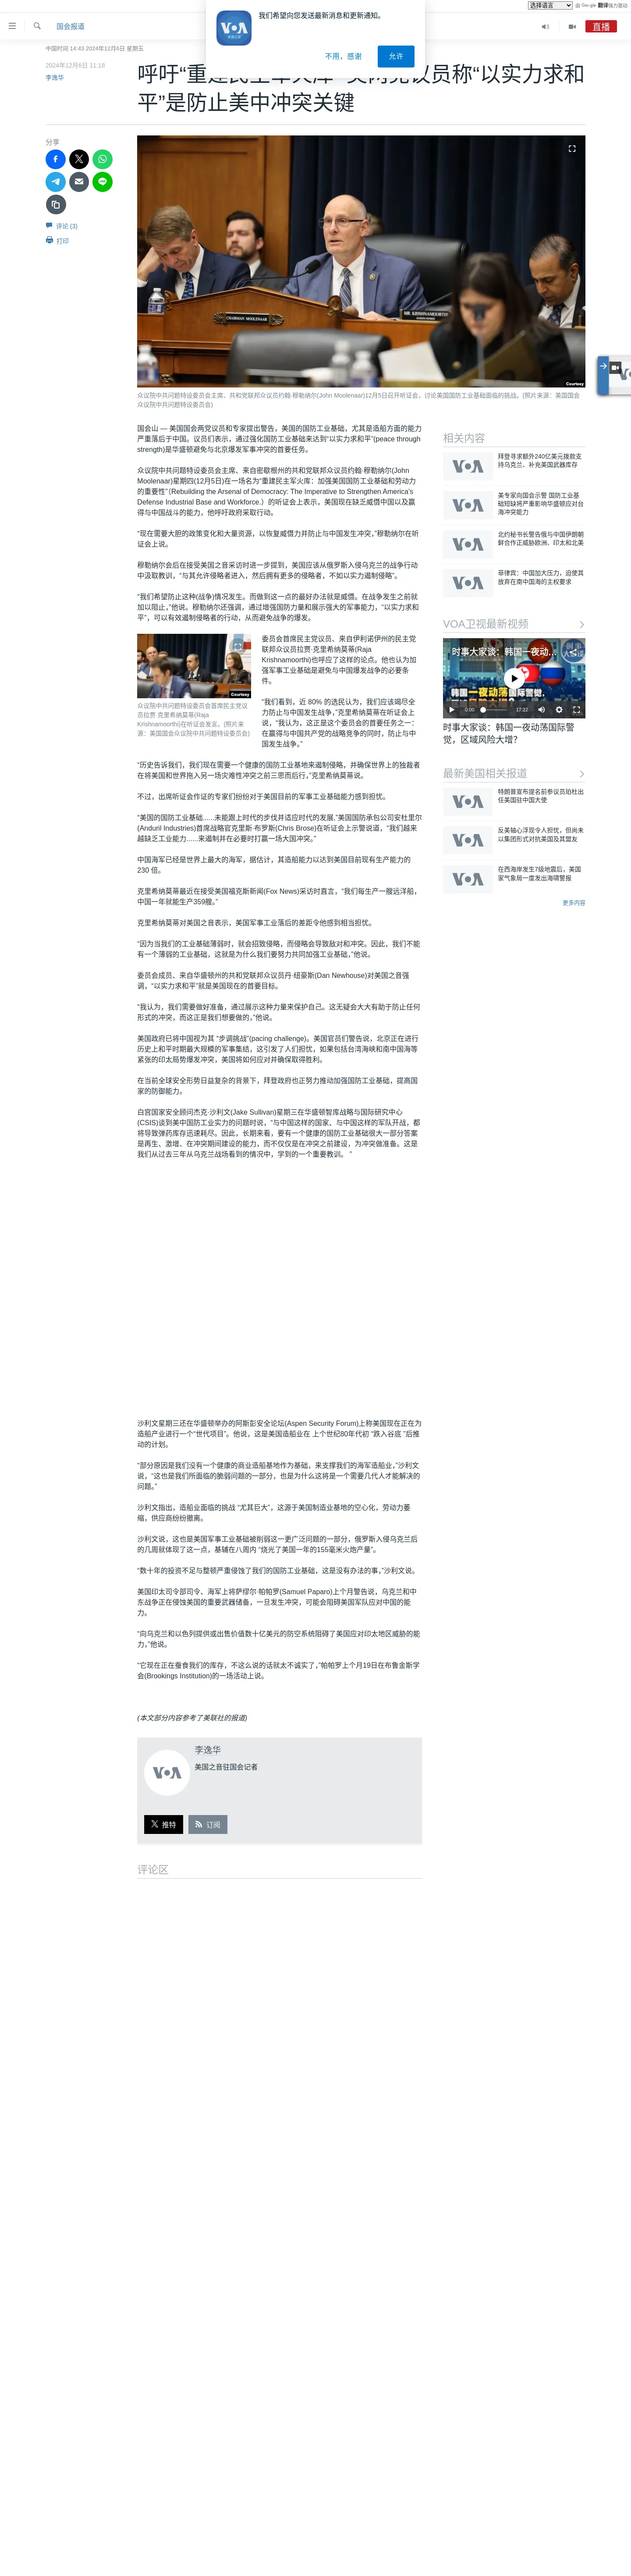 选择语言
由 Google 翻译强力驱动
国会报道
直播
我们希望向您发送最新消息和更新通知。
不用，感谢
允许
中国时间 14:43 2024年12月6日 星期五
2024年12月6日 11:18
李逸华
呼吁“重建民主军火库” 美两党议员称“以实力求和
平”是防止美中冲突关键
分享
评论 (3)
打印
Courtesy
众议院中共问题特设委员会主席、共和党联邦众议员约翰·穆勒纳尔(John Moolenaar)12月5日召开听证会，讨论美国国防工业基础面临的挑战。(照片来源：美国国会
众议院中共问题特设委员会)
国会山 — 美国国会两党议员和专家提出警告，美国的国防工业基础，尤其是造船方面的能力
严重落后于中国。议员们表示，通过强化国防工业基础来达到“以实力求和平”(peace through
strength)是华盛顿避免与北京爆发军事冲突的首要任务。
众议院中共问题特设委员会主席、来自密歇根州的共和党联邦众议员约翰·穆勒纳尔(John
Moolenaar)星期四(12月5日)在一场名为“重建民主军火库：加强美国国防工业基础和劳动力
的重要性” (Rebuilding the Arsenal of Democracy: The Imperative to Strengthen America's
Defense Industrial Base and Workforce.）的听证会上表示，美国现在缺乏威慑中国以及赢
得与中国战斗的能力，他呼吁政府采取行动。
“现在需要大胆的政策变化和大量资源，以恢复威慑力并防止与中国发生冲突，”穆勒纳尔在听
证会上说。
穆勒纳尔会后在接受美国之音采访时进一步提到，美国应该从俄罗斯入侵乌克兰的战争行动
中汲取教训，“与其允许侵略者进入，然后拥有更多的侵略者，不如以实力遏制侵略”。
“我们希望防止这种(战争)情况发生。而做到这一点的最好办法就是威慑。在战争发生之前就
加以阻止，”他说。穆勒纳尔还强调，通过增强国防力量和展示强大的军事能力，“以实力求和
平”，可以有效遏制侵略者的行动，从而避免战争的爆发。
Courtesy
众议院中共问题特设委员会首席民主党议
员拉贾·克里希纳莫蒂(Raja
Krishnamoorthi)在听证会发言。(照片来
源：美国国会众议院中共问题特设委员会)
委员会首席民主党议员、来自伊利诺伊州的民主党
联邦众议员拉贾·克里希纳莫蒂(Raja
Krishnamoorthi)也呼应了这样的论点。他也认为加
强军事工业基础是避免与中国爆发战争的必要条
件。
“我们看到，近 80% 的选民认为，我们应该竭尽全
力防止与中国发生战争，”克里希纳莫蒂在听证会上
说，“我认为，这正是这个委员会的首要任务之一：
在赢得与中国共产党的战略竞争的同时，防止与中
国发生战争。”
“历史告诉我们，我们现在需要一个健康的国防工业基地来遏制侵略，并确保世界上的独裁者
在将美国和世界拖入另一场灾难性冲突之前三思而后行，”克里希纳莫蒂说。
不过，出席听证会作证的专家们纷纷对于美国目前的军事工业基础能力感到担忧。
“美国的国防工业基础......未能跟上时代的步伐并适应时代的发展，”美国国防承包公司安杜里尔
(Anduril Industries)首席战略官克里斯·布罗斯(Chris Brose)在听证会上示警说道，“我们越来
越缺乏工业能力......来遏制并在必要时打赢一场大国冲突。”
中国海军已经是世界上最大的海军，据估计，其造船能力以达到美国目前现有生产能力的
230 倍。
克里希纳莫蒂最近在接受美国福克斯新闻(Fox News)采访时直言，“我们每生产一艘远洋船，
中国一年就能生产359艘。”
克里希纳莫蒂对美国之音表示，美国军事工业落后的差距令他感到相当担忧。
“因为当我们的工业基础薄弱时，就会招致侵略，而侵略会导致敌对和冲突。因此，我们不能
有一个薄弱的工业基础，这就是为什么我们要努力共同加强工业基础，”他说。
委员会成员、来自华盛顿州的共和党联邦众议员丹·纽豪斯(Dan Newhouse)对美国之音强
调，“以实力求和平”就是美国现在的首要目标。
“我认为，我们需要做好准备，通过展示这种力量来保护自己。这无疑会大大有助于防止任何
形式的冲突，而这正是我们想要做的，”他说。
美国政府已将中国视为其 “步调挑战”(pacing challenge)。美国官员们警告说，北京正在进行
历史上和平时期最大规模的军事集结，这引发了人们担忧，如果包括台湾海峡和南中国海等
紧张的印太局势爆发冲突，美国将如何应对并确保取得胜利。
在当前全球安全形势日益复杂的背景下，拜登政府也正努力推动加强国防工业基础，提高国
家的防御能力。
白宫国家安全顾问杰克·沙利文(Jake Sullivan)星期三在华盛顿智库战略与国际研究中心
(CSIS)谈到美中国防工业实力的问题时说，“与中国这样的国家、与中国这样的军队开战，都
将导致弹药库存迅速耗尽。因此，长期来看，要有一个健康的国防工业基础很大一部分答案
是再生、激增、在冲突期间建设的能力，而不仅仅是在冲突之前建设，为冲突做准备。这是
我们从过去三年从乌克兰战场看到的情况中，学到的一个重要教训。 ”
沙利文星期三还在华盛顿举办的阿斯彭安全论坛(Aspen Security Forum)上称美国现在正在为
造船产业进行一个“世代项目”。他说，这是美国造船业在 上个世纪80年代初 “跌入谷底 ”后推
动的计划。
“部分原因是我们没有一个健康的商业造船基地作为基础，来支撑我们的海军造船业，”沙利文
说，“这也是我们所面临的脆弱问题的一部分，也是为什么这将是一个需要几代人才能解决的
问题。”
沙利文指出，造船业面临的挑战 “尤其巨大”，这源于美国制造业基地的空心化，劳动力萎
缩，供应商纷纷撤离。
沙利文说，这也是美国军事工业基础被削弱这一更广泛问题的一部分，俄罗斯入侵乌克兰后
的几周就体现了这一点，基辅在八周内 “烧光了美国一年的155毫米火炮产量”。
“数十年的投资不足与整顿严重侵蚀了我们的国防工业基础，这是没有办法的事，”沙利文说。
美国印太司令部司令、海军上将萨缪尔·帕帕罗(Samuel Paparo)上个月警告说，乌克兰和中
东战争正在侵蚀美国的重要武器储备，一旦发生冲突，可能会阻碍美国军队应对中国的能
力。
“向乌克兰和以色列提供或出售价值数十亿美元的防空系统阻碍了美国应对印太地区威胁的能
力，”他说。
“它现在正在蚕食我们的库存，不这么说的话就太不诚实了，”帕帕罗上个月19日在布鲁金斯学
会(Brookings Institution)的一场活动上说。
(本文部分内容参考了美联社的报道)
李逸华
美国之音驻国会记者
推特
订阅
评论区
相关内容
拜登寻求额外240亿美元拨款支
持乌克兰、补充美国武器库存
美专家向国会示警 国防工业基
础短缺将严重影响华盛顿应对台
海冲突能力
北约秘书长警告俄与中国伊朗朝
鲜合作正威胁欧洲、印太和北美
菲律宾：中国加大压力，迫使其
放弃在南中国海的主权要求
VOA卫视最新视频
时事大家谈：韩国一夜动…
0:00
17:22
时事大家谈：韩国一夜动荡国际警
觉，区域风险大增？
最新美国相关报道
特朗普宣布提名前参议员珀杜出
任美国驻中国大使
反美轴心浮现令人担忧，但尚未
以集团形式对抗美国及其盟友
在西海岸发生7级地震后，美国
家气象局一度发出海啸警报
更多内容